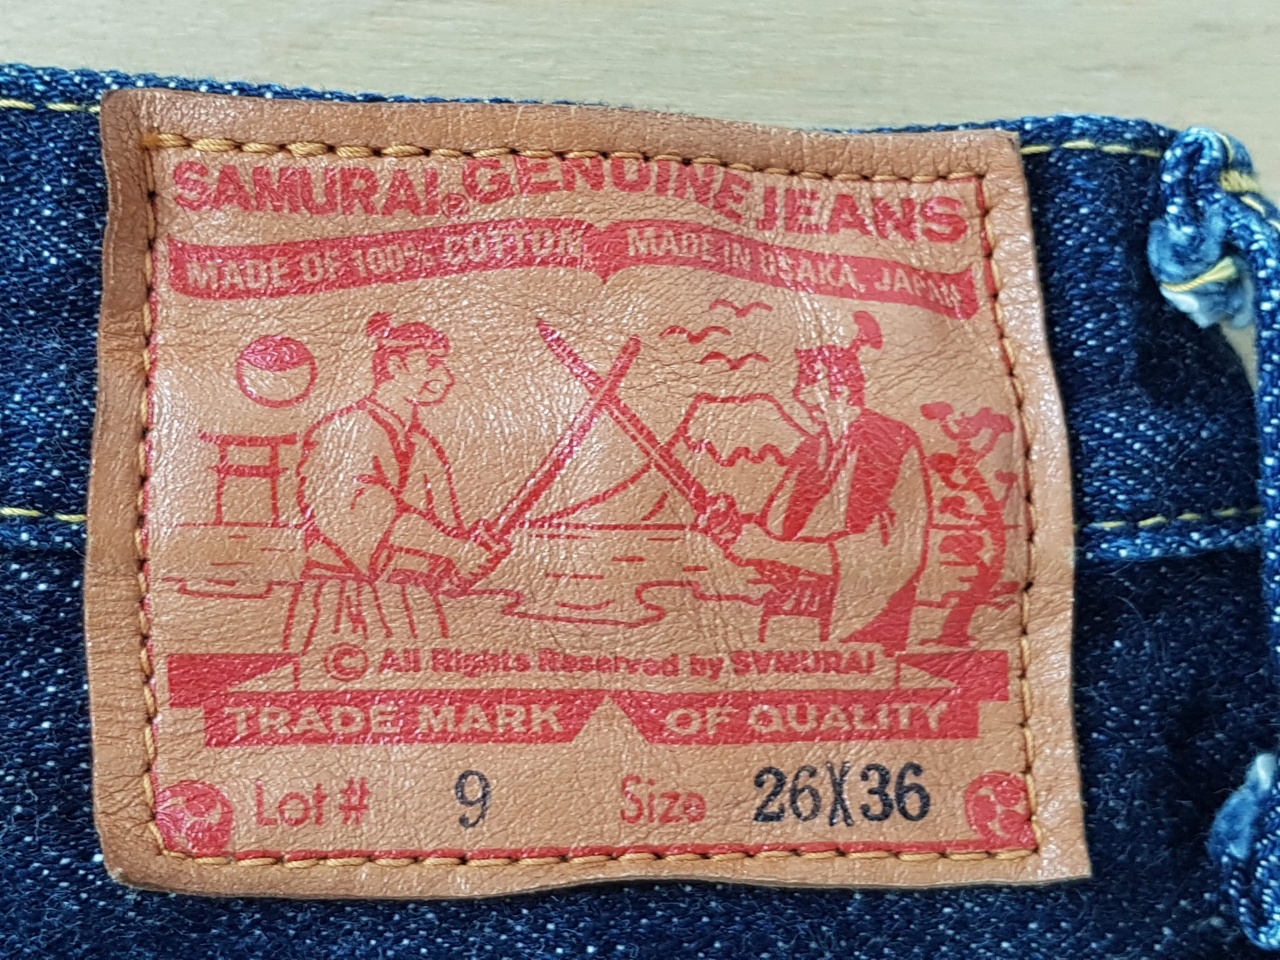 SAMURAI® GENUINE JEANS
MADE OF 100% COTTON MADE IN OSAKA, JAPAN
© All Rights Reserved by SVMURAI
TRADE MARK OF QUALITY
Lot # 9 Size 26X36